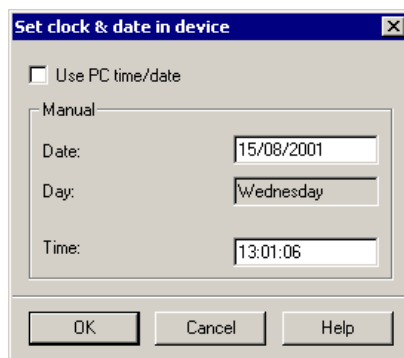 Set clock & date in device
Use PC time/date
Manual
Date: 15/08/2001
Day: Wednesday
Time: 13:01:06
OK Cancel Help